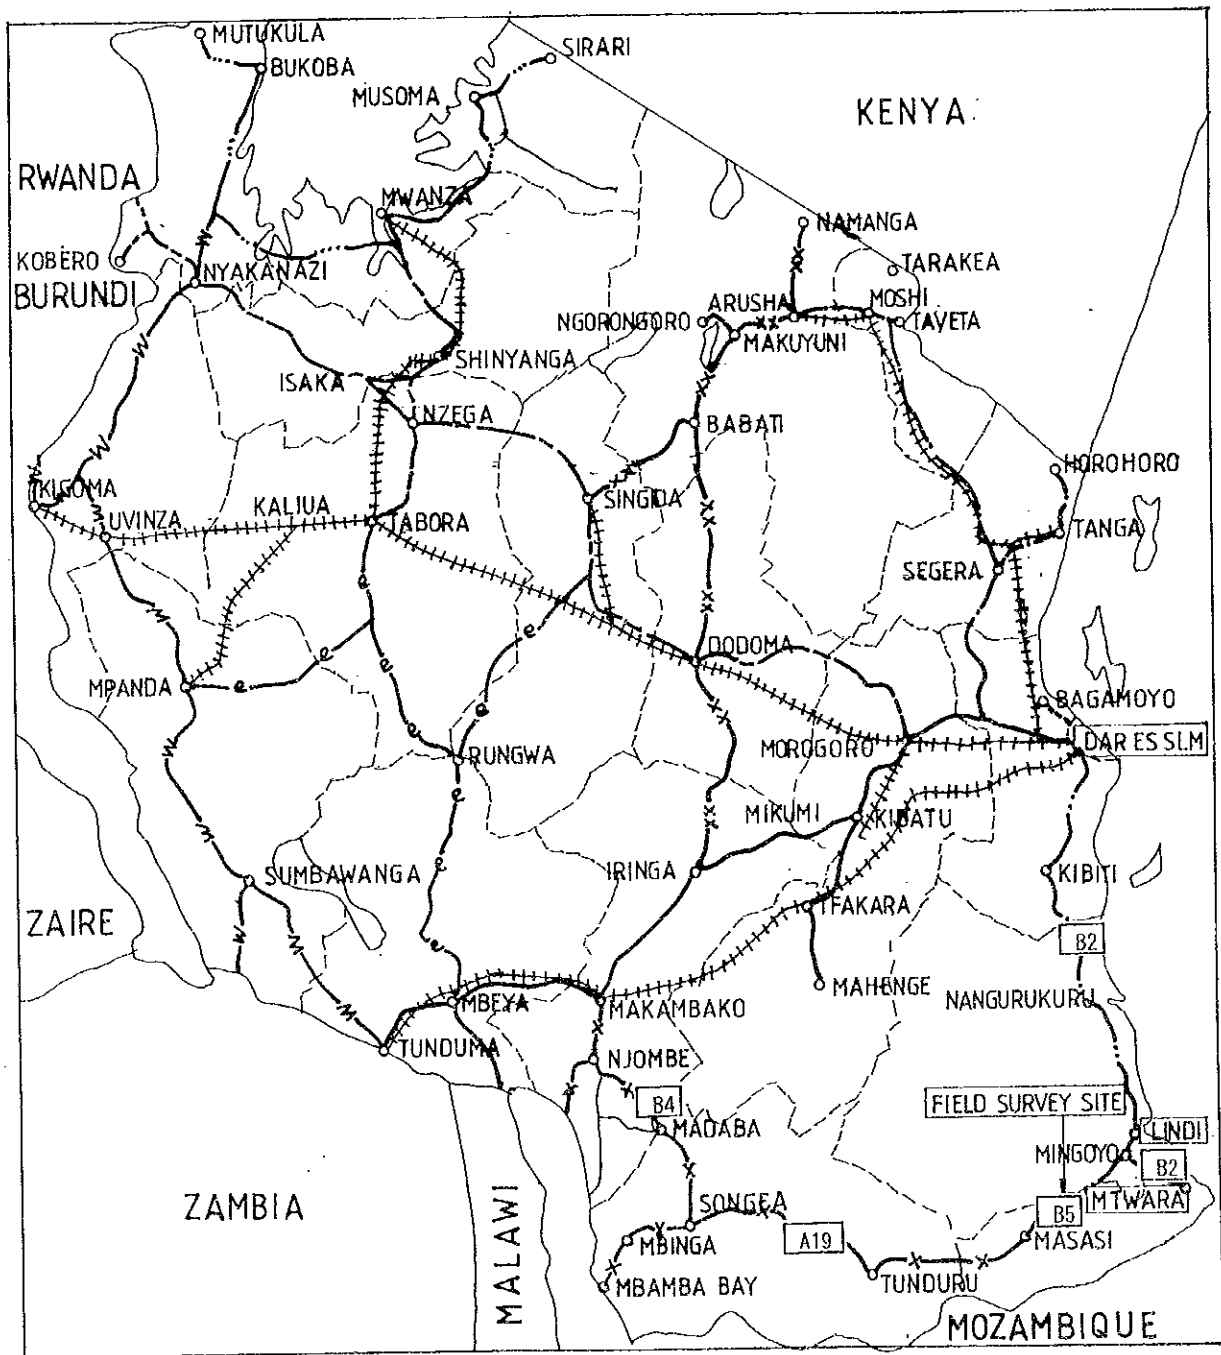 MUTUKULA
SIRARI
BUKOBA
MUSOMA
KENYA
RWANDA
MWANZA
NAMANGA
KOBERO
NYAKANAZI
TARAKEA
BURUNDI
ARUSHA
MOSHI
NGORONGORO
TAVETA
MAKUYUNI
SHINYANGA
ISAKA
NZEGA
BABATI
HOROHORO
KIGOMA
KALIUA
SINGIDA
UVINZA
TABORA
TANGA
SEGERA
DODOMA
MPANDA
BAGAMOYO
MOROGORO
DAR ES SLM
RUNGWA
MIKUMI
KIDATU
IRINGA
KIBITI
SUMBAWANGA
IFAKARA
ZAIRE
B2
MAHENGE
NANGURUKURU
MBEYA
MAKAMBAKO
TUNDUMA
NJOMBE
FIELD SURVEY SITE
B4
MADABA
LINDI
MINGOYO
B2
ZAMBIA
MALAWI
SONGEA
MTWARA
B5
MBINGA
A19
MASASI
MBAMBA BAY
TUNDURU
MOZAMBIQUE